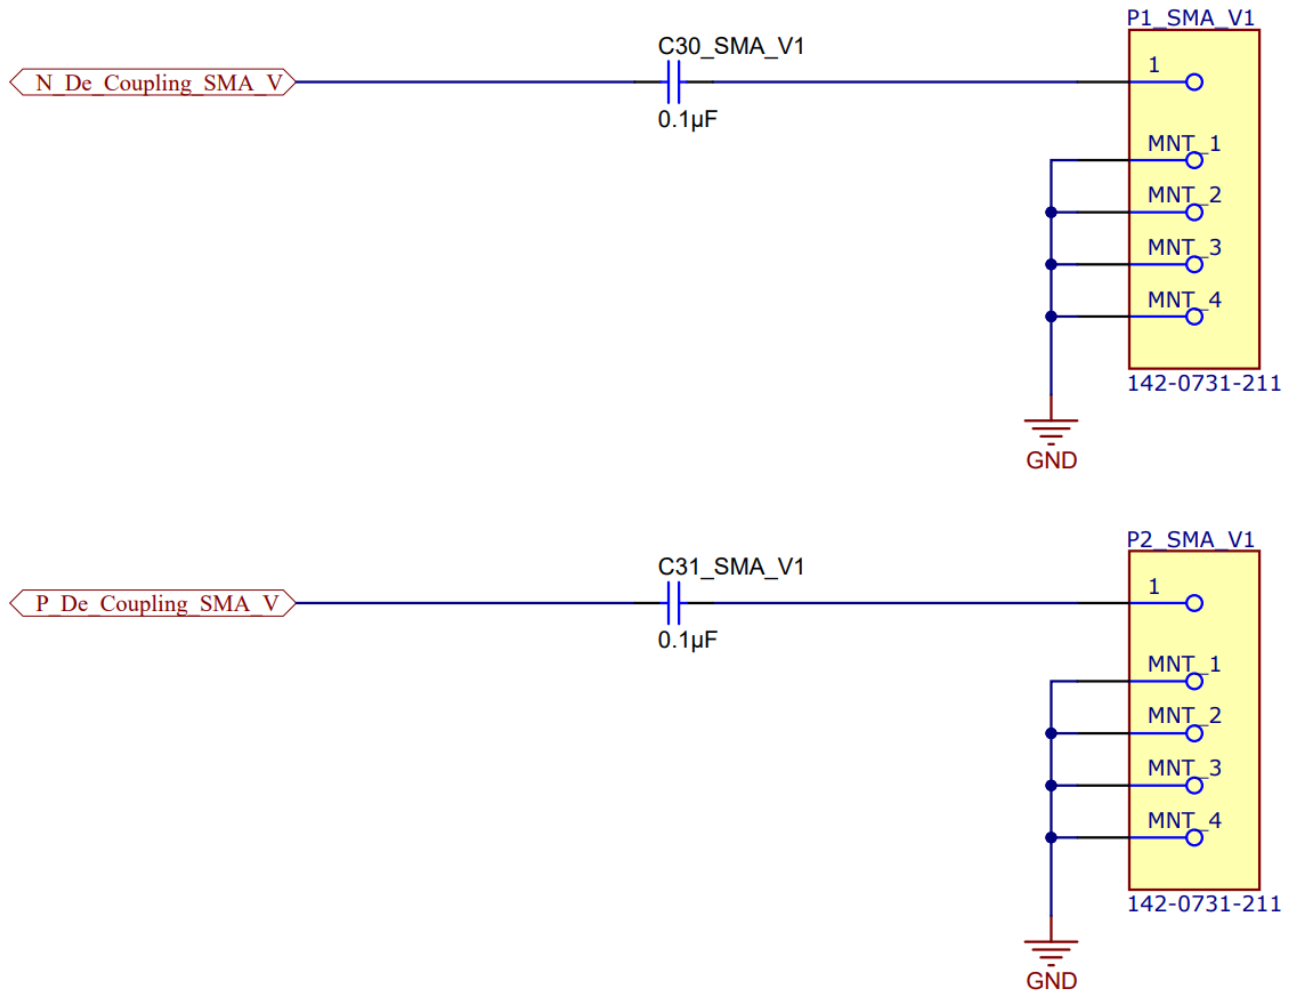 P1_SMA_V1
C30_SMA_V1
N_De_Coupling_SMA_V
1
0.1µF
MNT_1
MNT_2
MNT_3
MNT_4
142-0731-211
GND
P2_SMA_V1
C31_SMA_V1
P_De_Coupling_SMA_V
1
0.1µF
MNT_1
MNT_2
MNT_3
MNT_4
142-0731-211
GND